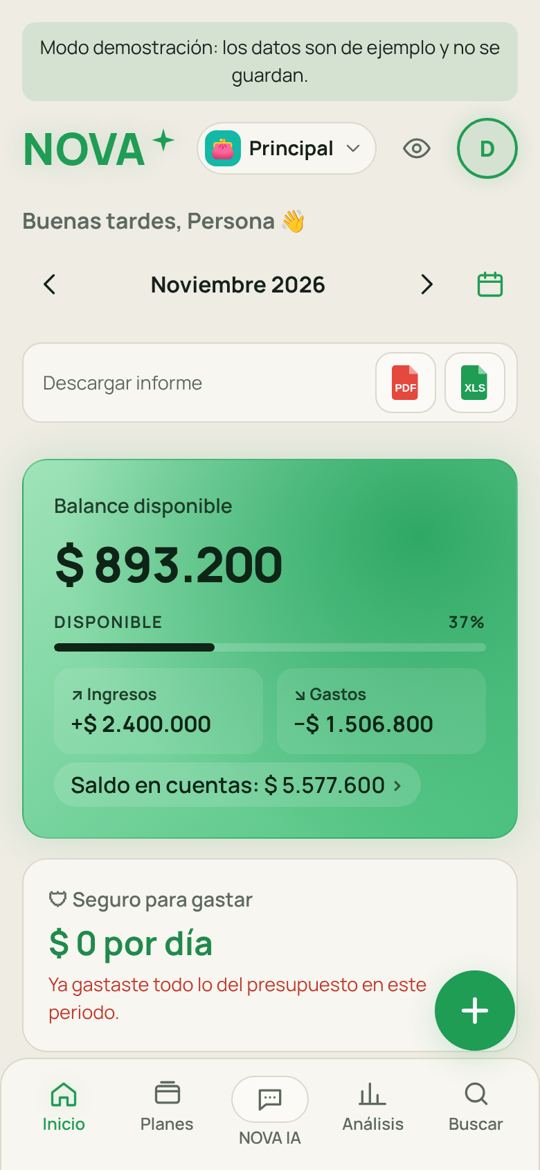 Modo demostración: los datos son de ejemplo y no se
guardan.
NOVA
Principal
D
Buenas tardes, Persona 👋
Noviembre 2026
Descargar informe
PDF
XLS
Balance disponible
$ 893.200
DISPONIBLE
37%
↗ Ingresos
+$ 2.400.000
↘ Gastos
−$ 1.506.800
Saldo en cuentas: $ 5.577.600 ›
Seguro para gastar
$ 0 por día
Ya gastaste todo lo del presupuesto en este
periodo.
Inicio
Planes
NOVA IA
Análisis
Buscar